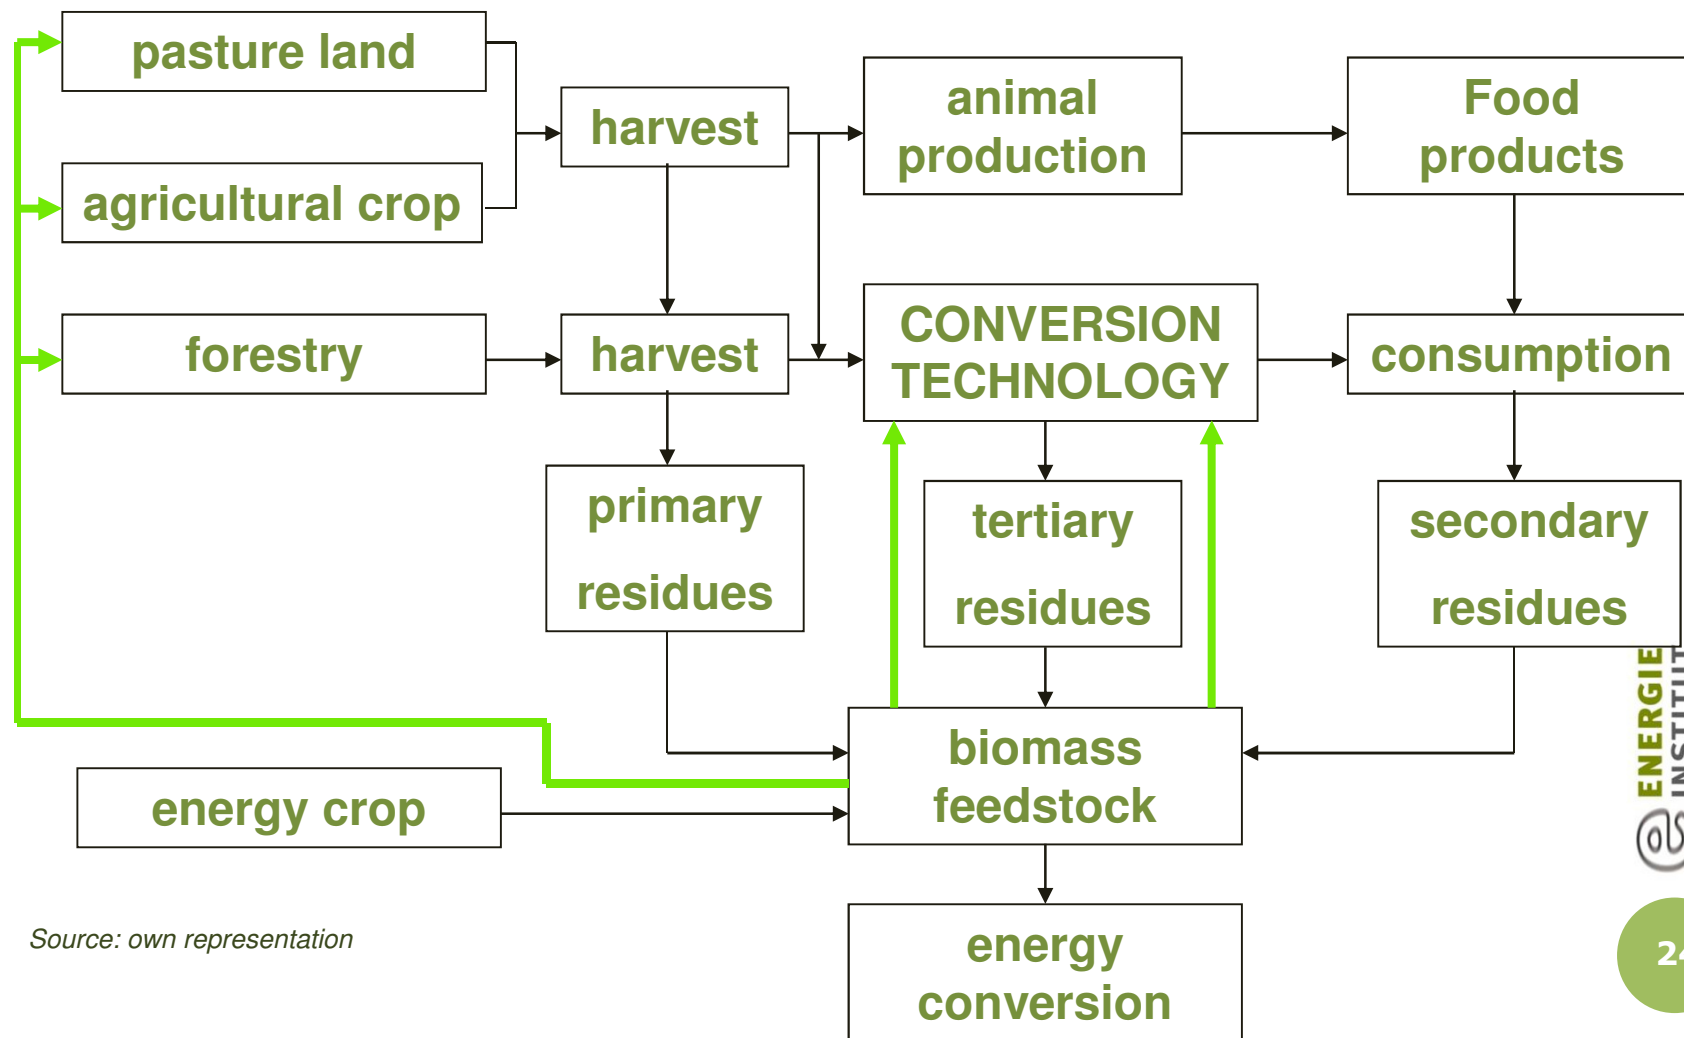 pasture land
agricultural crop
forestry
harvest
harvest
animal
production
Food
products
CONVERSION
TECHNOLOGY
consumption
primary
residues
tertiary
residues
secondary
residues
biomass
feedstock
energy crop
energy
conversion
Source: own representation
ENERGIE